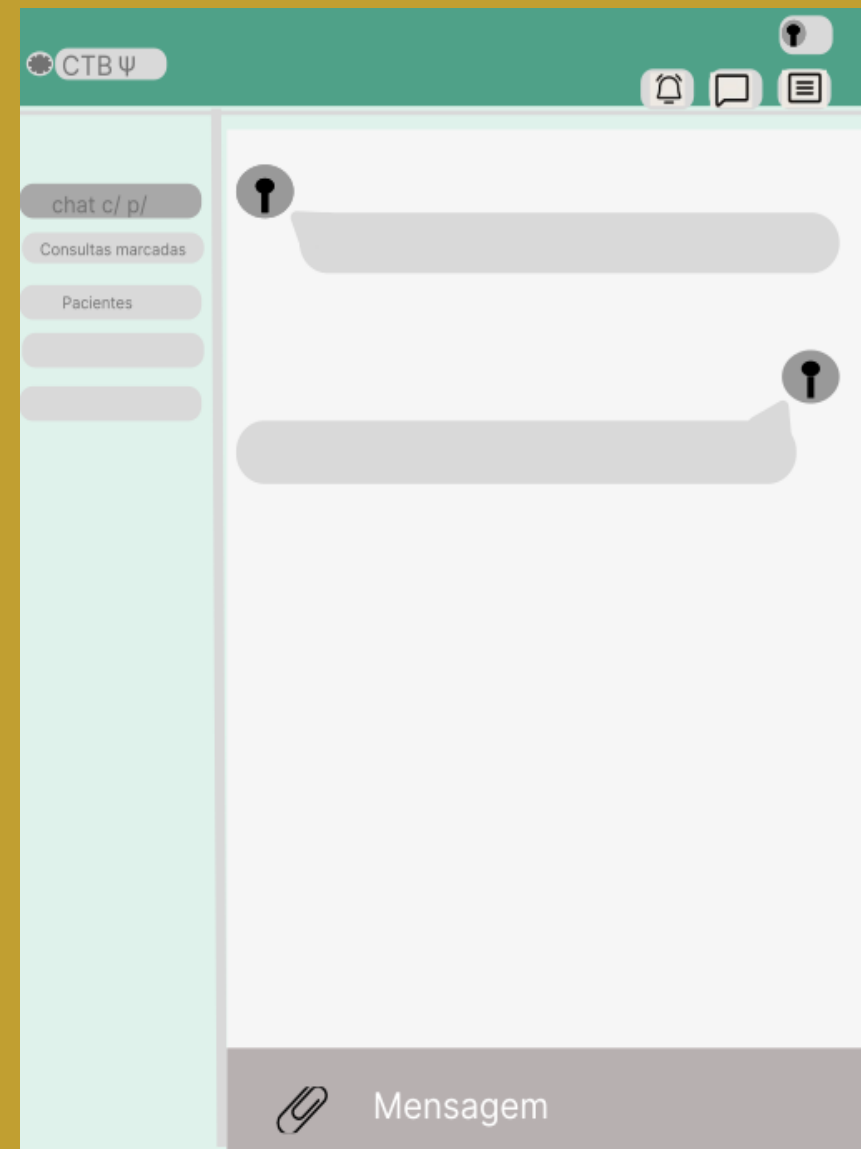 CTB Ψ
chat c/ p/
Consultas marcadas
Pacientes
Mensagem